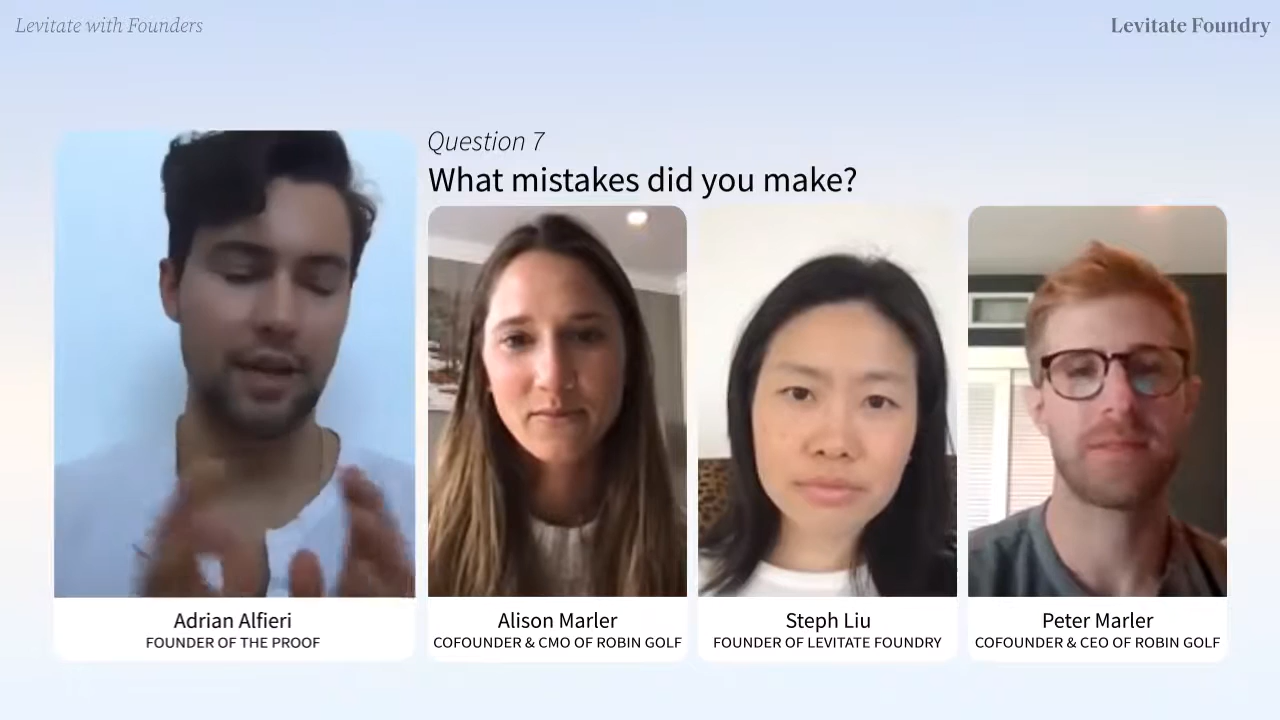 Levitate with Founders
Levitate Foundry
Question 7
What mistakes did you make?
Adrian Alfieri
FOUNDER OF THE PROOF
Alison Marler
COFOUNDER & CMO OF ROBIN GOLF
Steph Liu
FOUNDER OF LEVITATE FOUNDRY
Peter Marler
COFOUNDER & CEO OF ROBIN GOLF